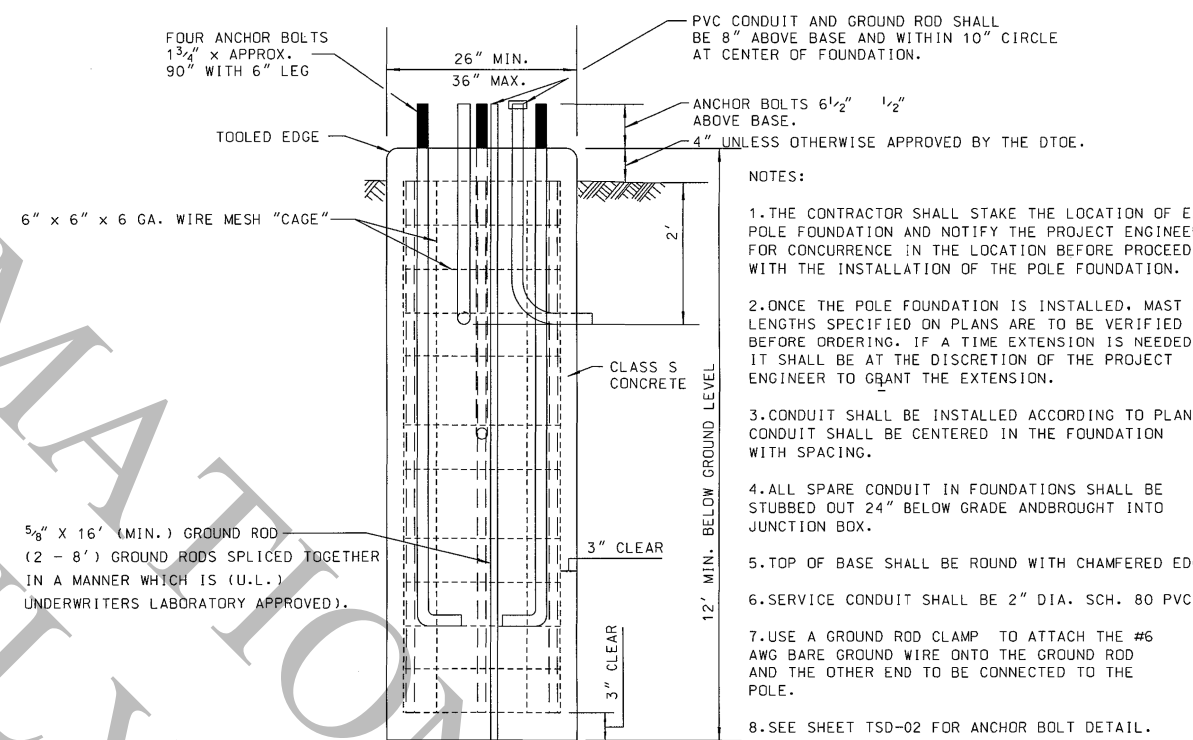 FOUR ANCHOR BOLTS
1 3/4" x APPROX.
90" WITH 6" LEG
TOOLED EDGE
6" x 6" x 6 GA. WIRE MESH "CAGE"
5/8" X 16' (MIN.) GROUND ROD
(2 - 8') GROUND RODS SPLICED TOGETHER
IN A MANNER WHICH IS (U.L.)
UNDERWRITERS LABORATORY APPROVED).
26" MIN.
36" MAX.
2'
CLASS S
CONCRETE
3" CLEAR
3" CLEAR
12' MIN. BELOW GROUND LEVEL
PVC CONDUIT AND GROUND ROD SHALL
BE 8" ABOVE BASE AND WITHIN 10" CIRCLE
AT CENTER OF FOUNDATION.
ANCHOR BOLTS 6 1/2" 1/2"
ABOVE BASE.
4" UNLESS OTHERWISE APPROVED BY THE DTOE.
NOTES:
1.THE CONTRACTOR SHALL STAKE THE LOCATION OF E
POLE FOUNDATION AND NOTIFY THE PROJECT ENGINEE
FOR CONCURRENCE IN THE LOCATION BEFORE PROCEED
WITH THE INSTALLATION OF THE POLE FOUNDATION.
2.ONCE THE POLE FOUNDATION IS INSTALLED, MAST
LENGTHS SPECIFIED ON PLANS ARE TO BE VERIFIED
BEFORE ORDERING. IF A TIME EXTENSION IS NEEDED
IT SHALL BE AT THE DISCRETION OF THE PROJECT
ENGINEER TO GRANT THE EXTENSION.
3.CONDUIT SHALL BE INSTALLED ACCORDING TO PLAN
CONDUIT SHALL BE CENTERED IN THE FOUNDATION
WITH SPACING.
4.ALL SPARE CONDUIT IN FOUNDATIONS SHALL BE
STUBBED OUT 24" BELOW GRADE ANDBROUGHT INTO
JUNCTION BOX.
5.TOP OF BASE SHALL BE ROUND WITH CHAMFERED ED
6.SERVICE CONDUIT SHALL BE 2" DIA. SCH. 80 PVC
7.USE A GROUND ROD CLAMP TO ATTACH THE #6
AWG BARE GROUND WIRE ONTO THE GROUND ROD
AND THE OTHER END TO BE CONNECTED TO THE
POLE.
8.SEE SHEET TSD-02 FOR ANCHOR BOLT DETAIL.
MATION